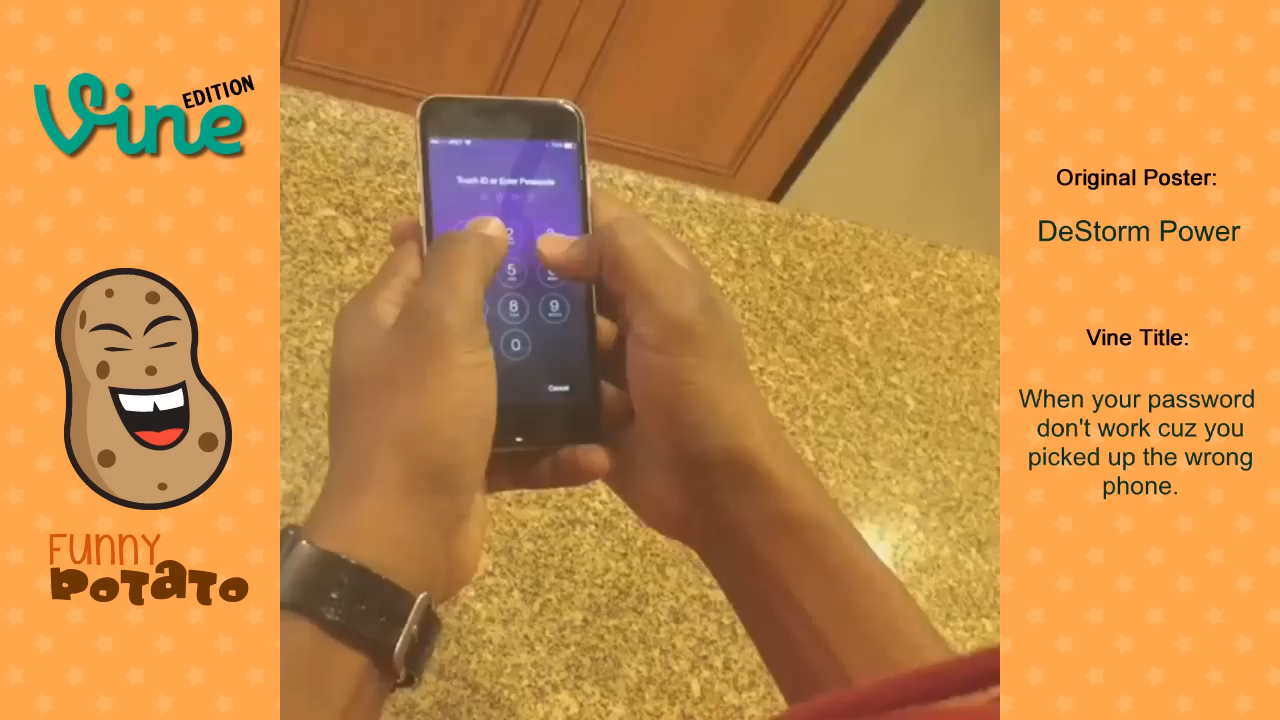 Vine
EDITION
FUNNY
POTATO
Touch ID or Enter Passcode
2
5
8
9
0
Cancel
Original Poster:
DeStorm Power
Vine Title:
When your password
don't work cuz you
picked up the wrong
phone.